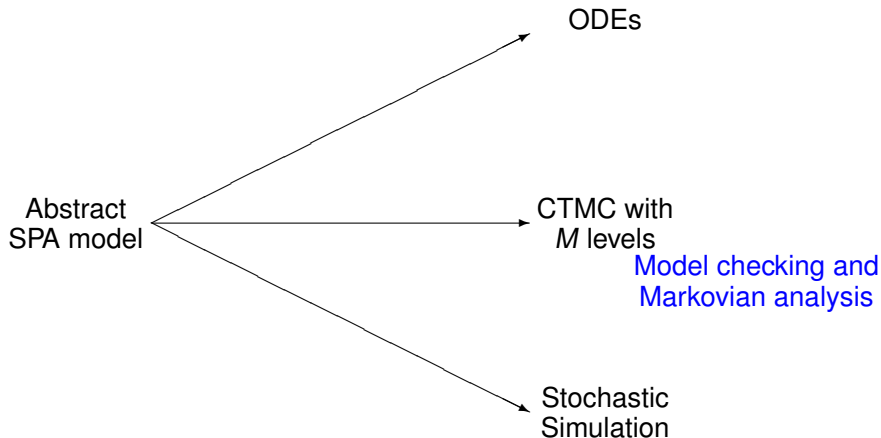 ODEs
Abstract
SPA model
CTMC with
M levels
Model checking and
Markovian analysis
Stochastic
Simulation